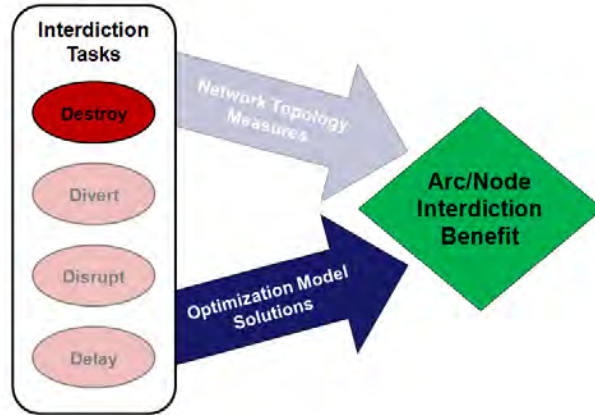 Interdiction
Tasks
Destroy
Divert
Disrupt
Delay
Network Topology
Measures
Optimization Model
Solutions
Arc/Node
Interdiction
Benefit